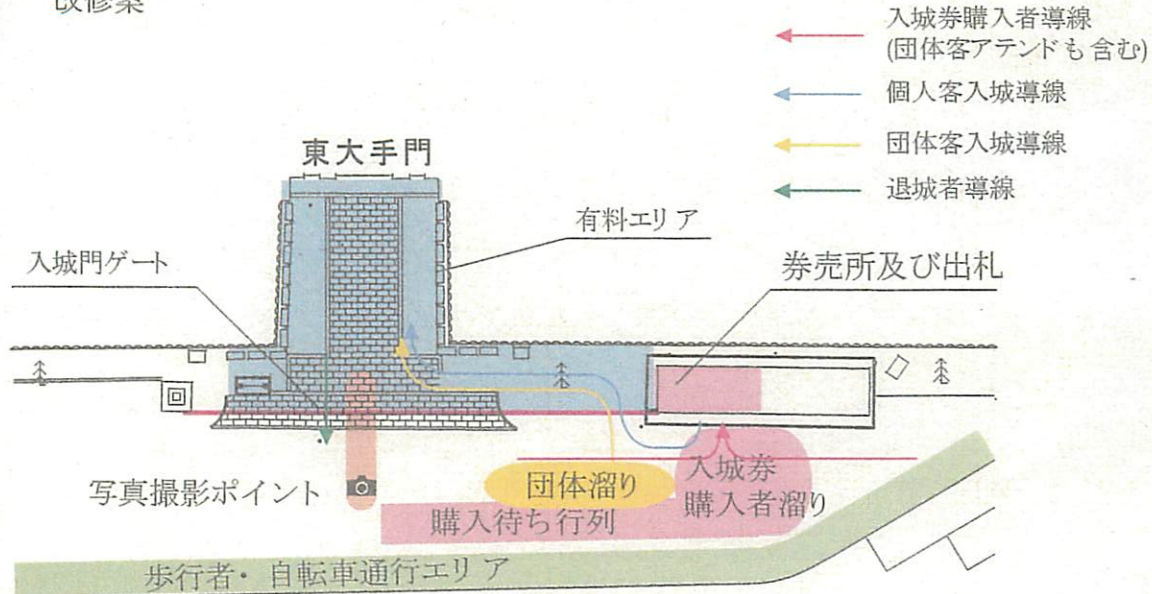 改修案
入城券購入者導線
(団体客アテンドも含む)
個人客入城導線
団体客入城導線
退城者導線
東大手門
有料エリア
入城門ゲート
券売所及び出札
写真撮影ポイント
団体溜り
入城券
購入者溜り
購入待ち行列
歩行者・自転車通行エリア